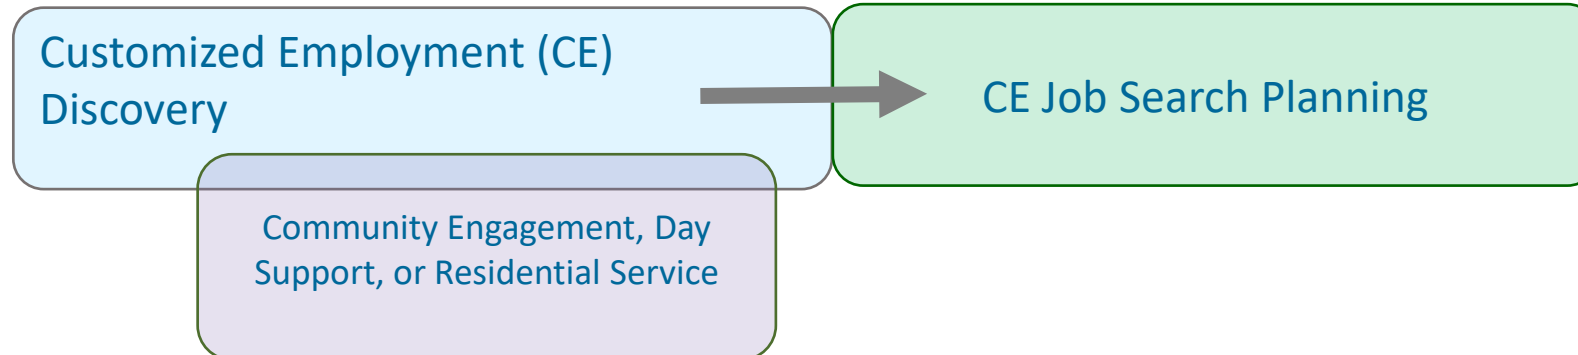 Customized Employment (CE)
Discovery
CE Job Search Planning
Community Engagement, Day
Support, or Residential Service